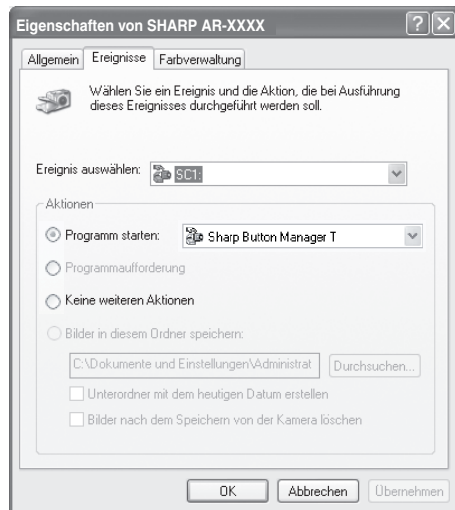 Eigenschaften von SHARP AR-XXXX
Allgemein Ereignisse Farbverwaltung
Wählen Sie ein Ereignis und die Aktion, die bei Ausführung
dieses Ereignisses durchgeführt werden soll.
Ereignis auswählen: SC1:
Aktionen
Programm starten: Sharp Button Manager T
Programmaufforderung
Keine weiteren Aktionen
Bilder in diesem Ordner speichern:
C:\Dokumente und Einstellungen\Administrat Durchsuchen...
Unterordner mit dem heutigen Datum erstellen
Bilder nach dem Speichern von der Kamera löschen
OK Abbrechen Übernehmen